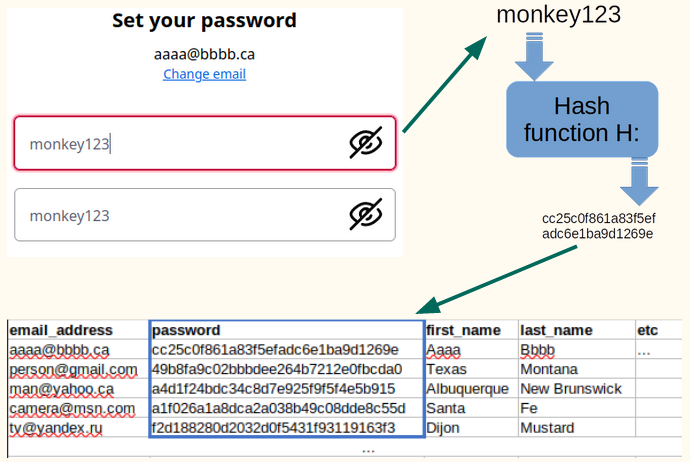 Set your password
aaaa@bbbb.ca
Change email
monkey123
monkey123
monkey123
Hash
function H:
cc25c0f861a83f5ef
adc6e1ba9d1269e
email_address password first_name last_name etc
aaaa@bbbb.ca cc25c0f861a83f5efadc6e1ba9d1269e Aaaa Bbbb ...
person@gmail.com 49b8fa9c02bbbdee264b7212e0fbcda0 Texas Montana
man@yahoo.ca a4d1f24bdc34c8d7e925f9f5f4e5b915 Albuquerque New Brunswick
camera@msn.com a1f026a1a8dca2a038b49c08dde8c55d Santa Fe
tv@yandex.ru f2d188280d2032d0f5431f93119163f3 Dijon Mustard
...